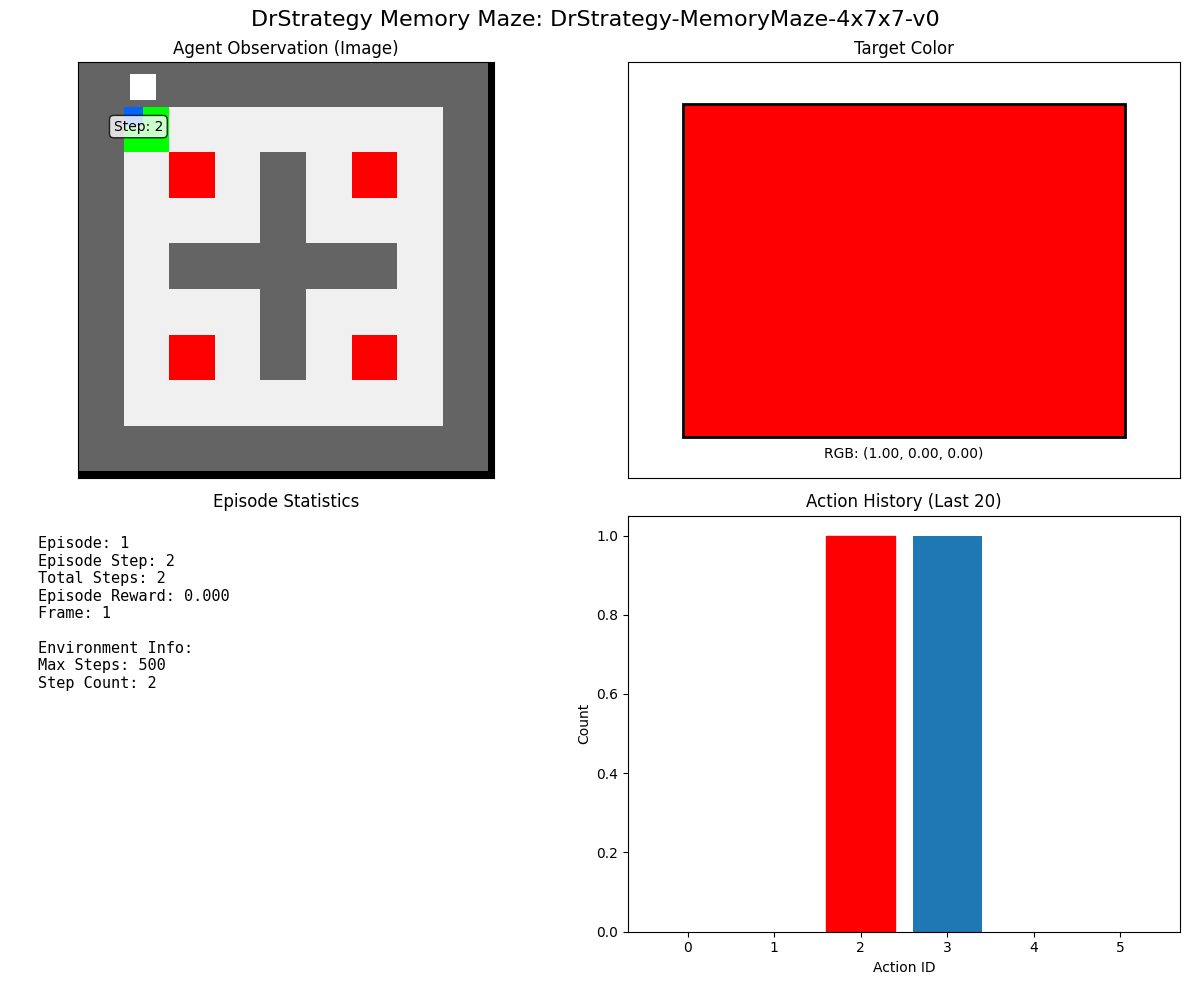 DrStrategy Memory Maze: DrStrategy-MemoryMaze-4x7x7-v0
Agent Observation (Image)
Step: 2
Target Color
RGB: (1.00, 0.00, 0.00)
Episode Statistics
Episode: 1
Episode Step: 2
Total Steps: 2
Episode Reward: 0.000
Frame: 1
Environment Info:
Max Steps: 500
Step Count: 2
Action History (Last 20)
1.0
0.8
0.6
0.4
0.2
0.0
Count
0 1 2 3 4 5
Action ID